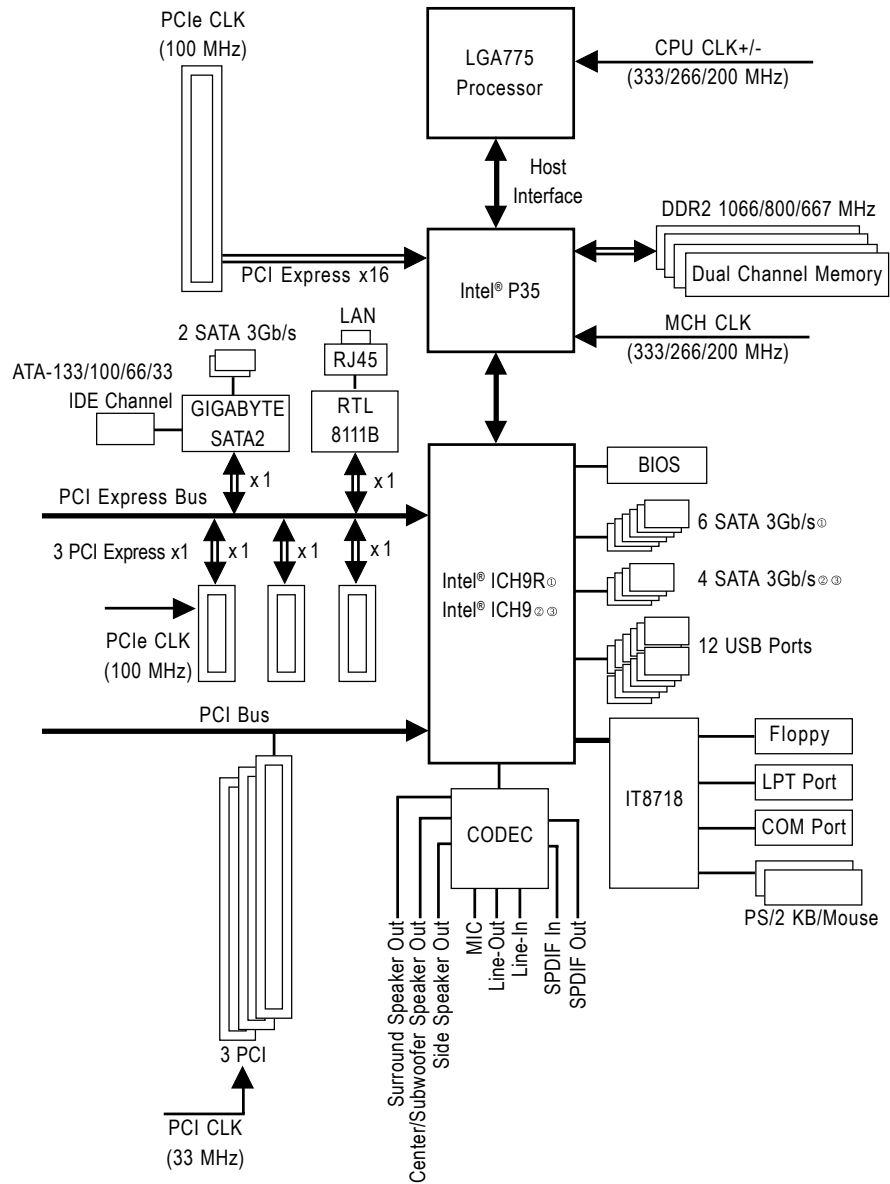 PCIe CLK
(100 MHz)
LGA775
Processor
CPU CLK+/-
(333/266/200 MHz)
Host
Interface
DDR2 1066/800/667 MHz
Dual Channel Memory
PCI Express x16
Intel® P35
MCH CLK
(333/266/200 MHz)
LAN
RJ45
2 SATA 3Gb/s
ATA-133/100/66/33
IDE Channel
GIGABYTE
SATA2
RTL
8111B
x 1
x 1
PCI Express Bus
3 PCI Express x1
x 1
x 1
x 1
PCIe CLK
(100 MHz)
Intel® ICH9R①
Intel® ICH9②③
BIOS
6 SATA 3Gb/s①
4 SATA 3Gb/s②③
12 USB Ports
PCI Bus
IT8718
Floppy
LPT Port
COM Port
PS/2 KB/Mouse
CODEC
Surround Speaker Out
Center/Subwoofer Speaker Out
Side Speaker Out
MIC
Line-Out
Line-In
SPDIF In
SPDIF Out
3 PCI
PCI CLK
(33 MHz)